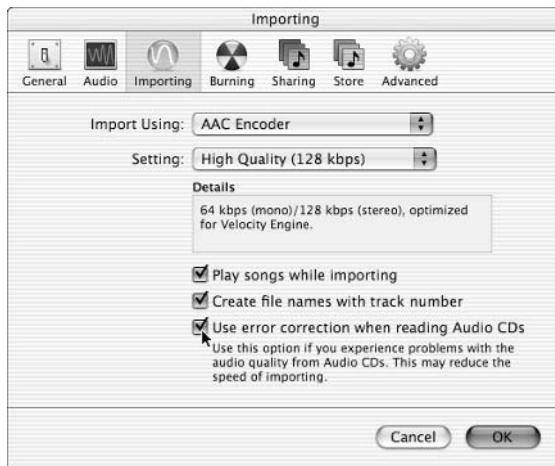 Importing
General Audio Importing Burning Sharing Store Advanced
Import Using: AAC Encoder
Setting: High Quality (128 kbps)
Details
64 kbps (mono)/128 kbps (stereo), optimized
for Velocity Engine.
Play songs while importing
Create file names with track number
Use error correction when reading Audio CDs
Use this option if you experience problems with the
audio quality from Audio CDs. This may reduce the
speed of importing.
Cancel OK